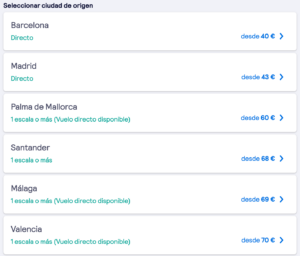 Seleccionar ciudad de origen
Barcelona
Directo
desde 40 €
Madrid
Directo
desde 43 €
Palma de Mallorca
1 escala o más (Vuelo directo disponible)
desde 60 €
Santander
1 escala o más
desde 68 €
Málaga
1 escala o más (Vuelo directo disponible)
desde 69 €
Valencia
1 escala o más (Vuelo directo disponible)
desde 70 €